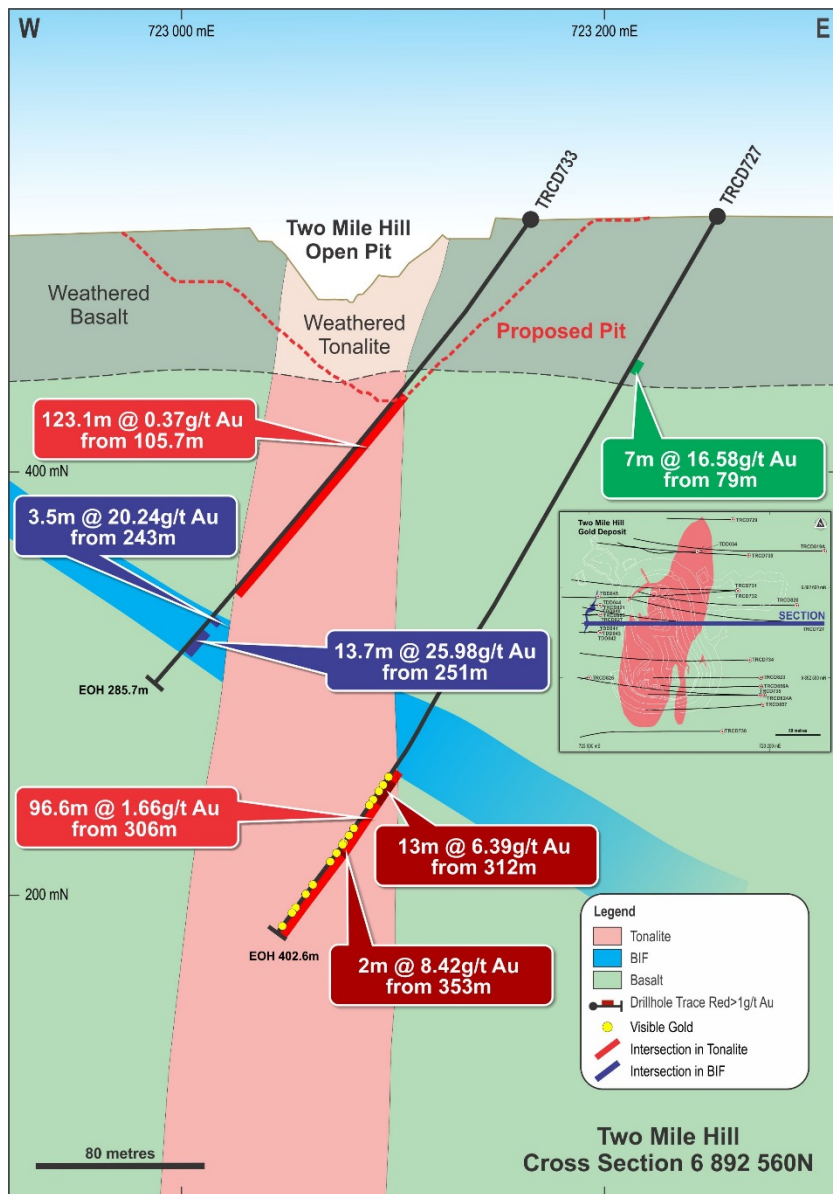 W
723 000 mE
723 200 mE
E
TRCD733
TRCD727
Two Mile Hill
Open Pit
Weathered
Basalt
Weathered
Tonalite
Proposed Pit
123.1m @ 0.37g/t Au
from 105.7m
7m @ 16.58g/t Au
from 79m
400 mN
3.5m @ 20.24g/t Au
from 243m
13.7m @ 25.98g/t Au
from 251m
EOH 285.7m
Two Mile Hill
Gold Deposit
TRCD729
TDD034
SECTION
TRCD727
TRCD734
96.6m @ 1.66g/t Au
from 306m
13m @ 6.39g/t Au
from 312m
200 mN
EOH 402.6m
2m @ 8.42g/t Au
from 353m
Legend
Tonalite
BIF
Basalt
Drillhole Trace Red>1g/t Au
Visible Gold
Intersection in Tonalite
Intersection in BIF
80 metres
Two Mile Hill
Cross Section 6 892 560N